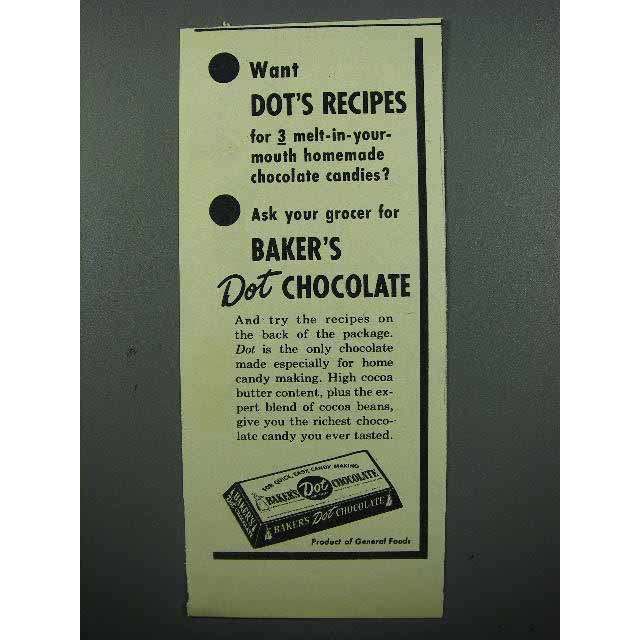 Want
DOT'S RECIPES
for 3 melt-in-your-
mouth homemade
chocolate candies?
Ask your grocer for
BAKER'S
Dot CHOCOLATE
And try the recipes on
the back of the package.
Dot is the only chocolate
made especially for home
candy making. High cocoa
butter content, plus the ex-
pert blend of cocoa beans,
give you the richest choco-
late candy you ever tasted.
FOR QUICK, EASY CANDY MAKING
BAKER'S Dot CHOCOLATE
BAKER'S Dot CHOCOLATE
BAKER'S
Dot CHOCOLATE
Product of General Foods